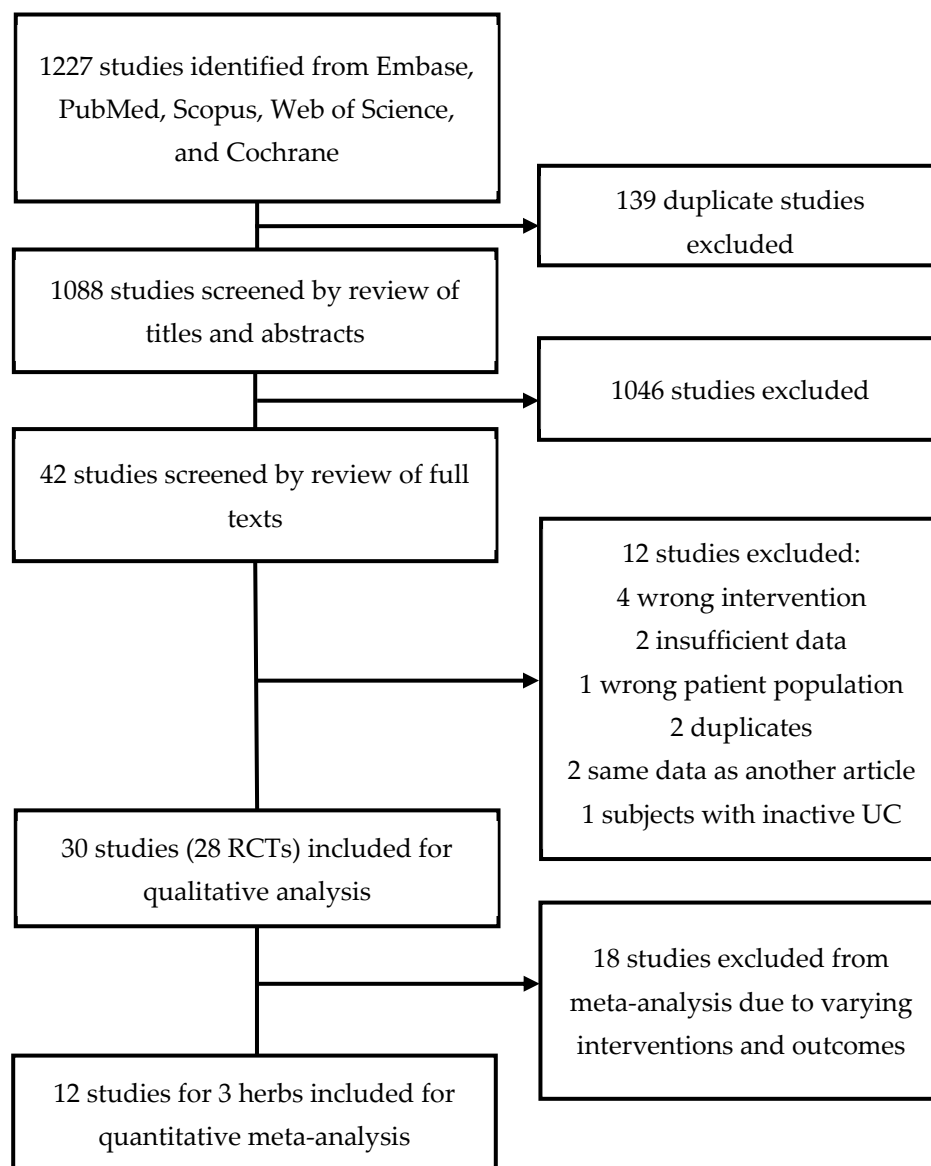 1227 studies identified from Embase,
PubMed, Scopus, Web of Science,
and Cochrane
139 duplicate studies
excluded
1088 studies screened by review of
titles and abstracts
1046 studies excluded
42 studies screened by review of full
texts
12 studies excluded:
4 wrong intervention
2 insufficient data
1 wrong patient population
2 duplicates
2 same data as another article
1 subjects with inactive UC
30 studies (28 RCTs) included for
qualitative analysis
18 studies excluded from
meta-analysis due to varying
interventions and outcomes
12 studies for 3 herbs included for
quantitative meta-analysis